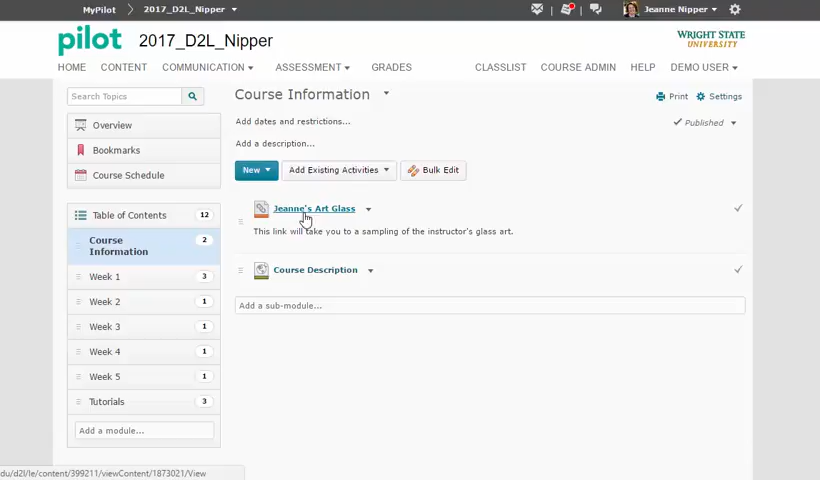 MyPilot 2017_D2L_Nipper Jeanne Nipper
pilot 2017_D2L_Nipper WRIGHT STATE
UNIVERSITY
HOME CONTENT COMMUNICATION ASSESSMENT GRADES CLASSLIST COURSE ADMIN HELP DEMO USER
Search Topics
Overview
Bookmarks
Course Schedule
Table of Contents 12
Course
Information 2
Week 1 3
Week 2 1
Week 3 1
Week 4 1
Week 5 1
Tutorials 3
Add a module...
Course Information Print Settings
Add dates and restrictions... Published
Add a description...
New Add Existing Activities Bulk Edit
Jeanne's Art Glass
This link will take you to a sampling of the instructor's glass art.
Course Description
Add a sub-module...
du/d2l/le/content/399211/viewContent/1873021/View